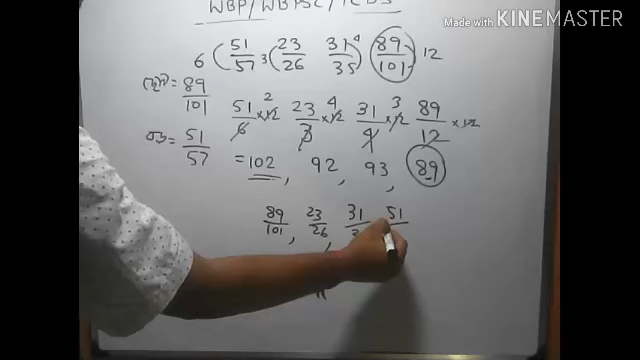 Made with KINEMASTER
WBP/WBPSC/ICDS
6 ( 51/57 3 ( 23/26 31/35 ) 4 89/101 ) 12
ছোট = 89/101
51/6 × 12 2 23/3 × 12 4 31/4 × 12 3 89/12 × 12
বড় = 51/57
= 102, 92, 93, 89
89/101, 23/26, 31/3 51